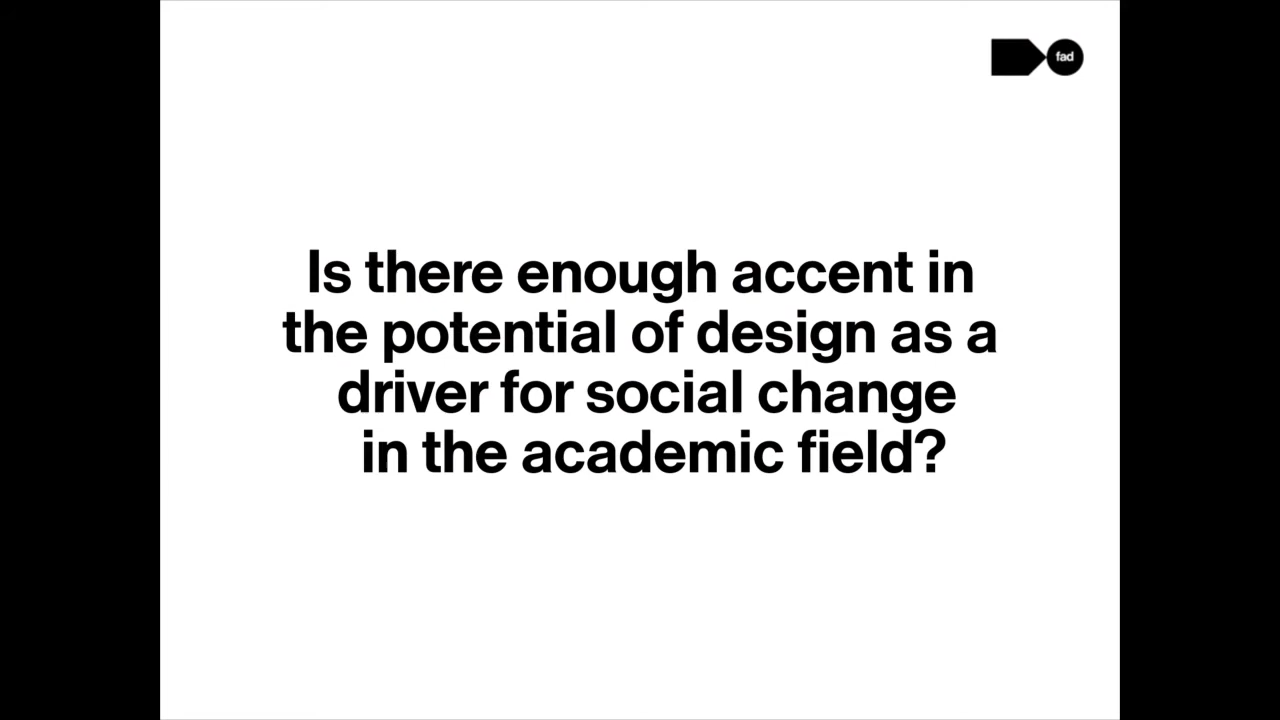 fad
Is there enough accent in
the potential of design as a
driver for social change
in the academic field?